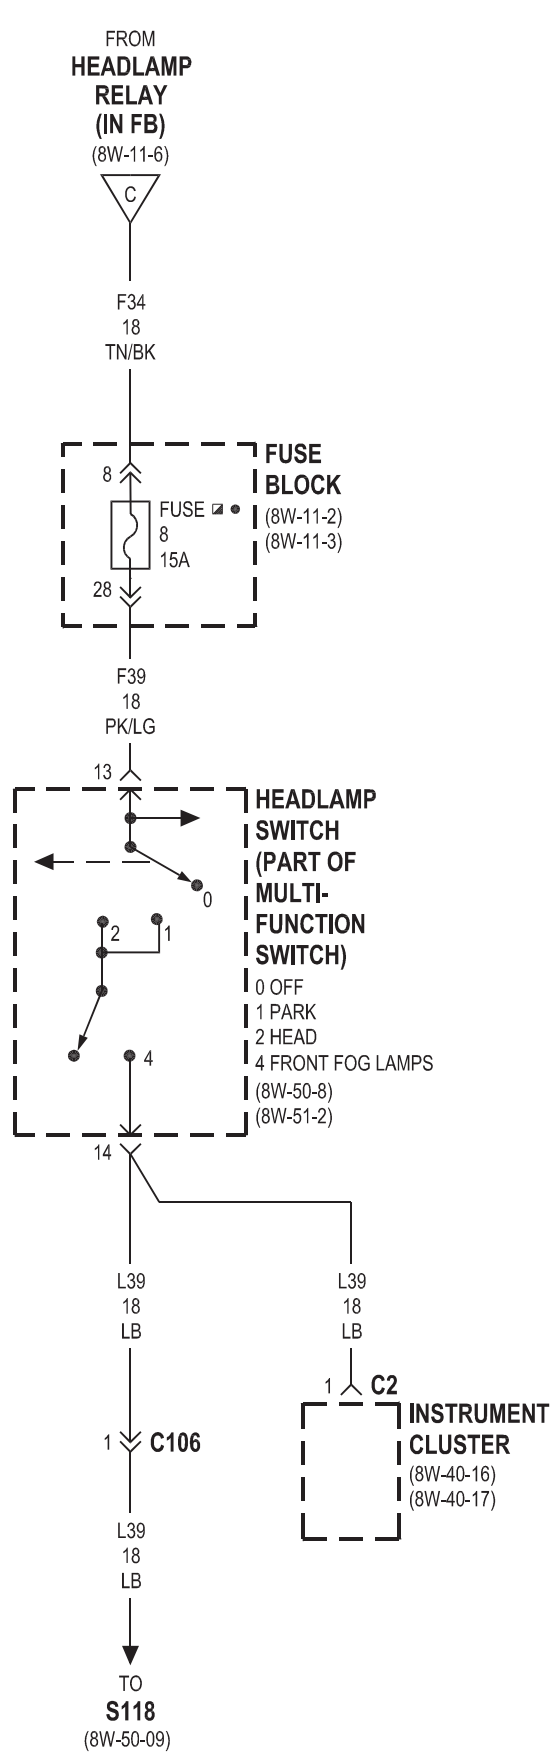 FROM
HEADLAMP
RELAY
(IN FB)
(8W-11-6)
C
F34
18
TN/BK
FUSE
BLOCK
(8W-11-2)
(8W-11-3)
8
FUSE
8
15A
28
F39
18
PK/LG
13
HEADLAMP
SWITCH
(PART OF
MULTI-
FUNCTION
SWITCH)
0 OFF
1 PARK
2 HEAD
4 FRONT FOG LAMPS
(8W-50-8)
(8W-51-2)
0
2
1
4
14
L39
18
LB
L39
18
LB
1 C2
INSTRUMENT
CLUSTER
(8W-40-16)
(8W-40-17)
1 C106
L39
18
LB
TO
S118
(8W-50-09)